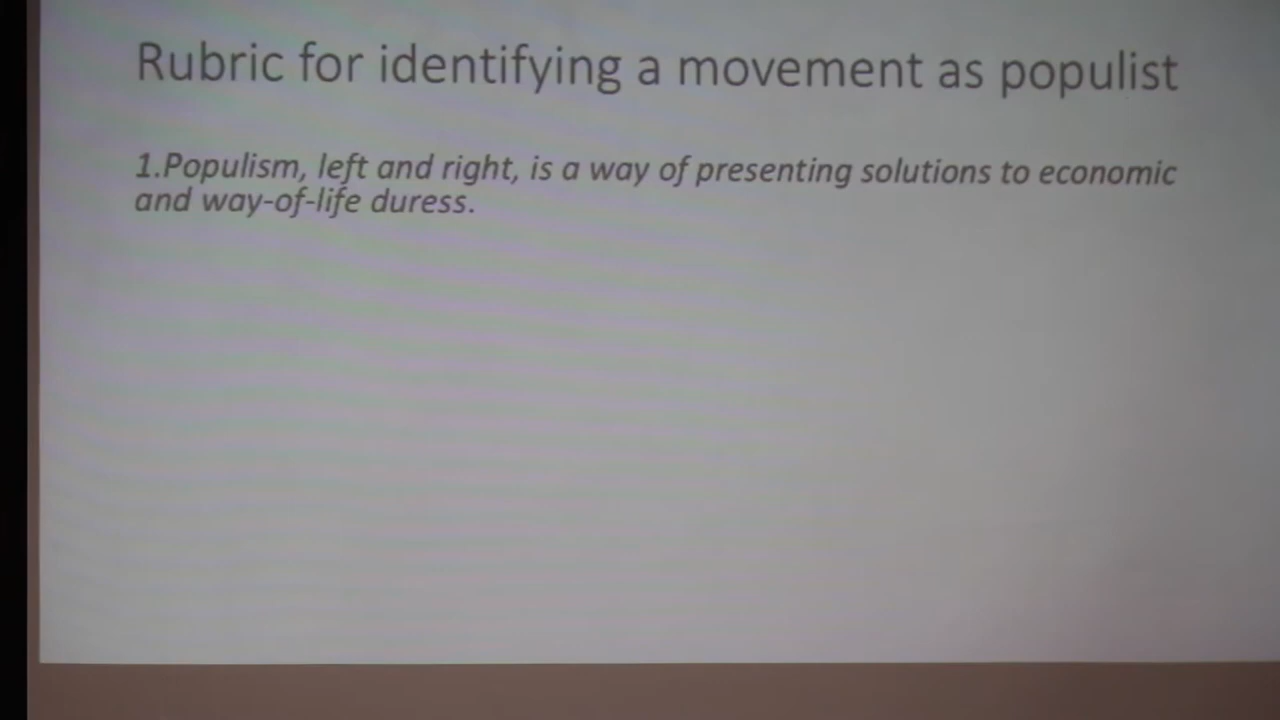 Rubric for identifying a movement as populist
1.Populism, left and right, is a way of presenting solutions to economic
and way-of-life duress.